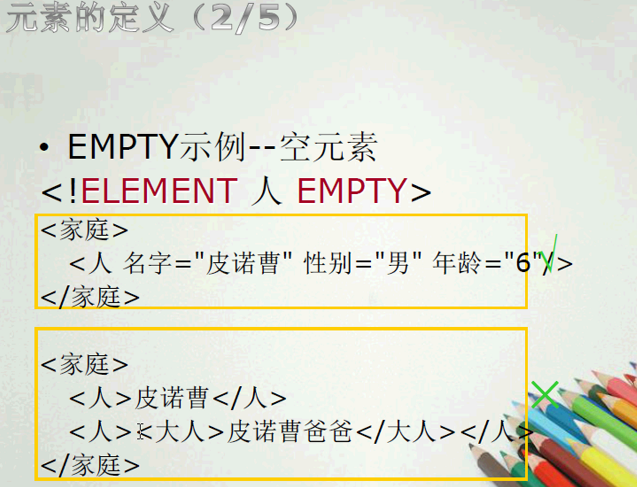 元素的定义（2/5）
• EMPTY示例--空元素
<!ELEMENT 人 EMPTY>
<家庭>
<人 名字="皮诺曹" 性别="男" 年龄="6"/>
</家庭>
<家庭>
<人>皮诺曹</人>
<人><大人>皮诺曹爸爸</大人></人>
</家庭>